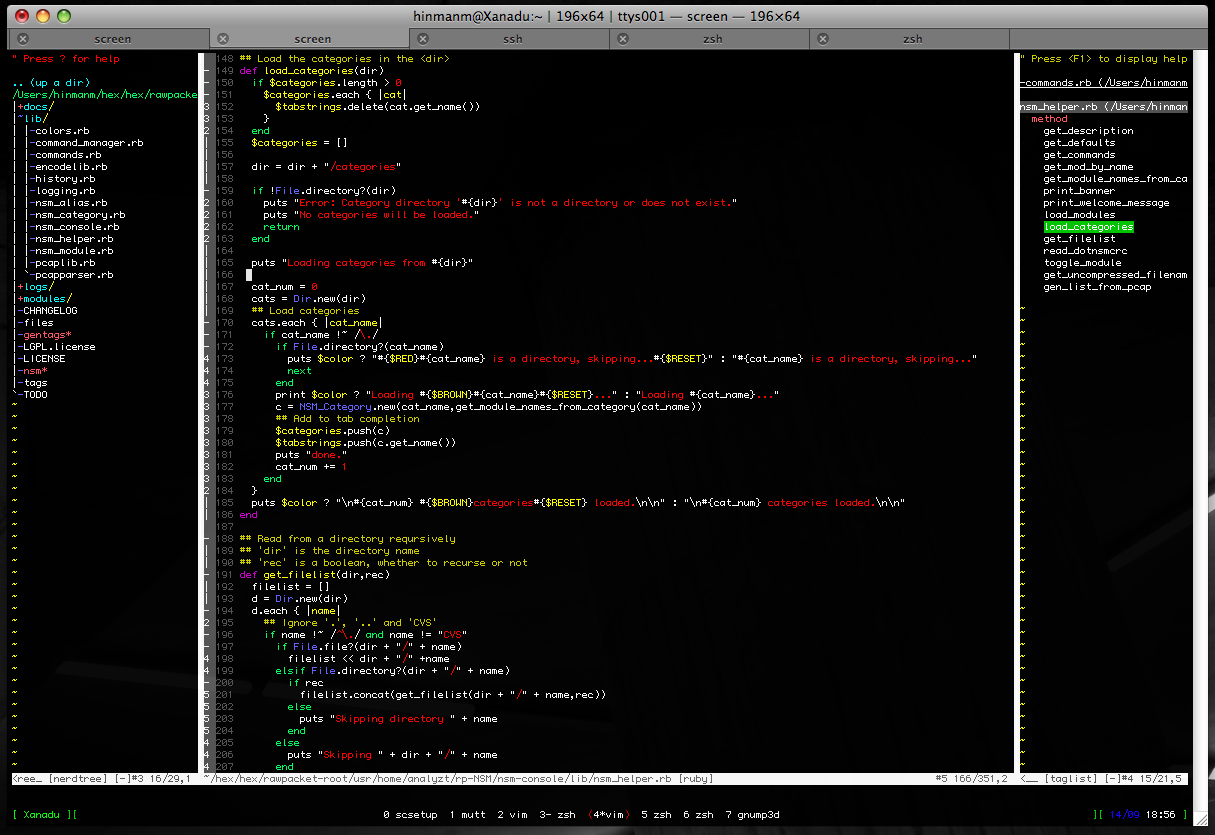 hinmanm@Xanadu:~ | 196x64 | ttys001 — screen — 196×64
screen screen ssh zsh zsh
" Press ? for help
.. (up a dir)
/Users/hinmanm/hex/hex/rawpacke
|+docs/
|~lib/
| |-colors.rb
| |-command_manager.rb
| |-commands.rb
| |-encodelib.rb
| |-history.rb
| |-logging.rb
| |-nsm_alias.rb
| |-nsm_category.rb
| |-nsm_console.rb
| |-nsm_helper.rb
| |-nsm_module.rb
| |-pcaplib.rb
| `-pcapparser.rb
|+logs/
|+modules/
|-CHANGELOG
|-files
|-gentags*
|-LGPL.license
|-LICENSE
|-nsm*
|-tags
`-TODO
148 ## Load the categories in the <dir>
149 def load_categories(dir)
150   if $categories.length > 0
151     $categories.each { |cat|
152       $tabstrings.delete(cat.get_name())
153     }
154   end
155   $categories = []
156
157   dir = dir + "/categories"
158
159   if !File.directory?(dir)
160     puts "Error: Category directory '#{dir}' is not a directory or does not exist."
161     puts "No categories will be loaded."
162     return
163   end
164
165   puts "Loading categories from #{dir}"
166
167   cat_num = 0
168   cats = Dir.new(dir)
169   ## Load categories
170   cats.each { |cat_name|
171     if cat_name !~ /\./
172       if File.directory?(cat_name)
173         puts $color ? "#{$RED}#{cat_name} is a directory, skipping...#{$RESET}" : "#{cat_name} is a directory, skipping..."
174         next
175       end
176       print $color ? "Loading #{$BROWN}#{cat_name}#{$RESET}..." : "Loading #{cat_name}..."
177       c = NSM_Category.new(cat_name,get_module_names_from_category(cat_name))
178       ## Add to tab completion
179       $categories.push(c)
180       $tabstrings.push(c.get_name())
181       puts "done."
182       cat_num += 1
183     end
184   }
185   puts $color ? "\n#{cat_num} #{$BROWN}categories#{$RESET} loaded.\n\n" : "\n#{cat_num} categories loaded.\n\n"
186 end
187
188 ## Read from a directory reqursively
189 ## 'dir' is the directory name
190 ## 'rec' is a boolean, whether to recurse or not
191 def get_filelist(dir,rec)
192   filelist = []
193   d = Dir.new(dir)
194   d.each { |name|
195     ## Ignore '.', '..' and 'CVS'
196     if name !~ /^\./ and name != "CVS"
197       if File.file?(dir + "/" + name)
198         filelist << dir + "/" +name
199       elsif File.directory?(dir + "/" + name)
200         if rec
201           filelist.concat(get_filelist(dir + "/" + name,rec))
202         else
203           puts "Skipping directory " + name
204         end
205       else
206         puts "Skipping " + dir + "/" + name
207       end
" Press <F1> to display help
-commands.rb (/Users/hinmanm
nsm_helper.rb (/Users/hinman
method
get_description
get_defaults
get_commands
get_mod_by_name
get_module_names_from_ca
print_banner
print_welcome_message
load_modules
load_categories
get_filelist
read_dotnsmcrc
toggle_module
get_uncompressed_filenam
gen_list_from_pcap
<ree_ [nerdtree] [-]#3 16/29,1 ~/hex/hex/rawpacket-root/usr/home/analyzt/rp-NSM/nsm-console/lib/nsm_helper.rb [ruby] #5 166/351,2 <__ [taglist] [-]#4 15/21,5
[ Xanadu ][ 0 scsetup 1 mutt 2 vim 3- zsh (4*vim) 5 zsh 6 zsh 7 gnump3d ][ 14/09 18:56 ]